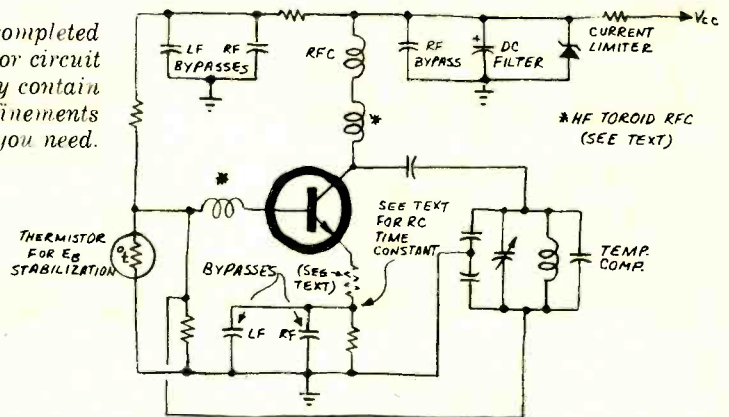 completed
or circuit
y contain
inements
you need.
LF RF
BYPASSES
RFC
RF
BYPASS
+
DC
FILTER
CURRENT
LIMITER
Vcc
*HF TOROID RFC
(SEE TEXT)
*
*
THERMISTOR
FOR EB
STABILIZATION
t
SEE TEXT
FOR RC
TIME
CONSTANT
BYPASSES
(SEE
TEXT)
LF RF
TEMP.
COMP.